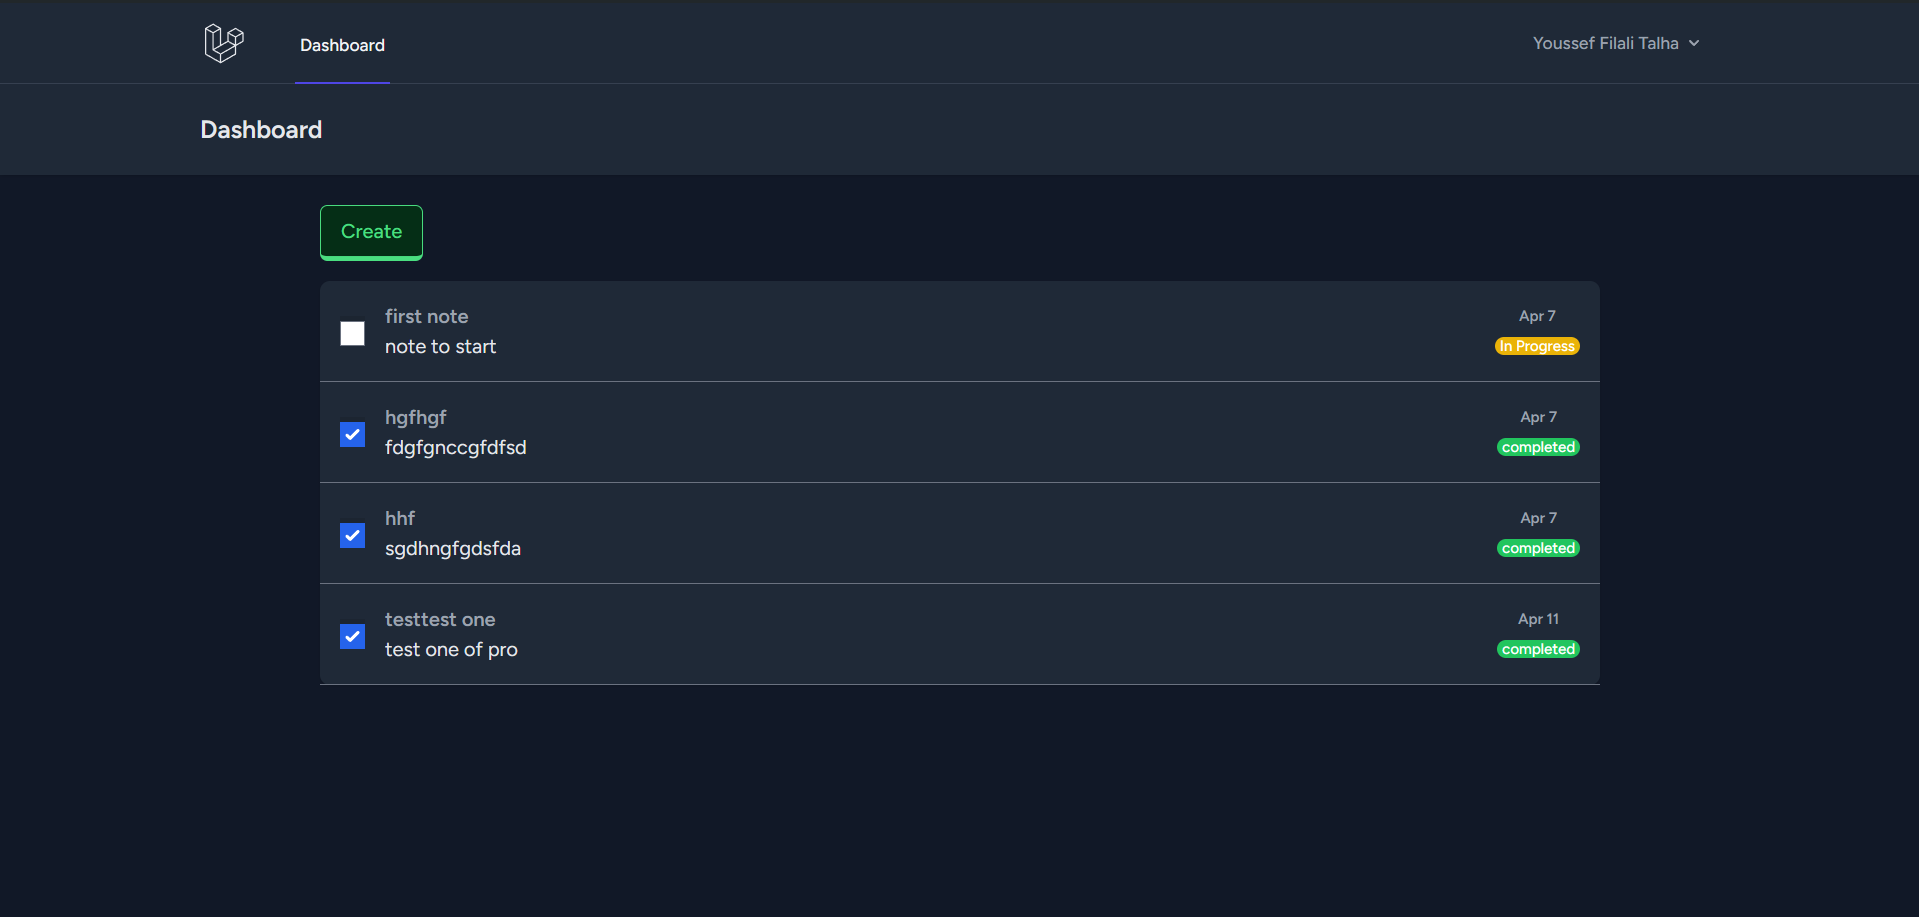 Dashboard
Youssef Filali Talha
Dashboard
Create
first note
note to start
Apr 7
In Progress
hgfhgf
fdgfgnccgfdfsd
Apr 7
completed
hhf
sgdhngfgdsfda
Apr 7
completed
testtest one
test one of pro
Apr 11
completed